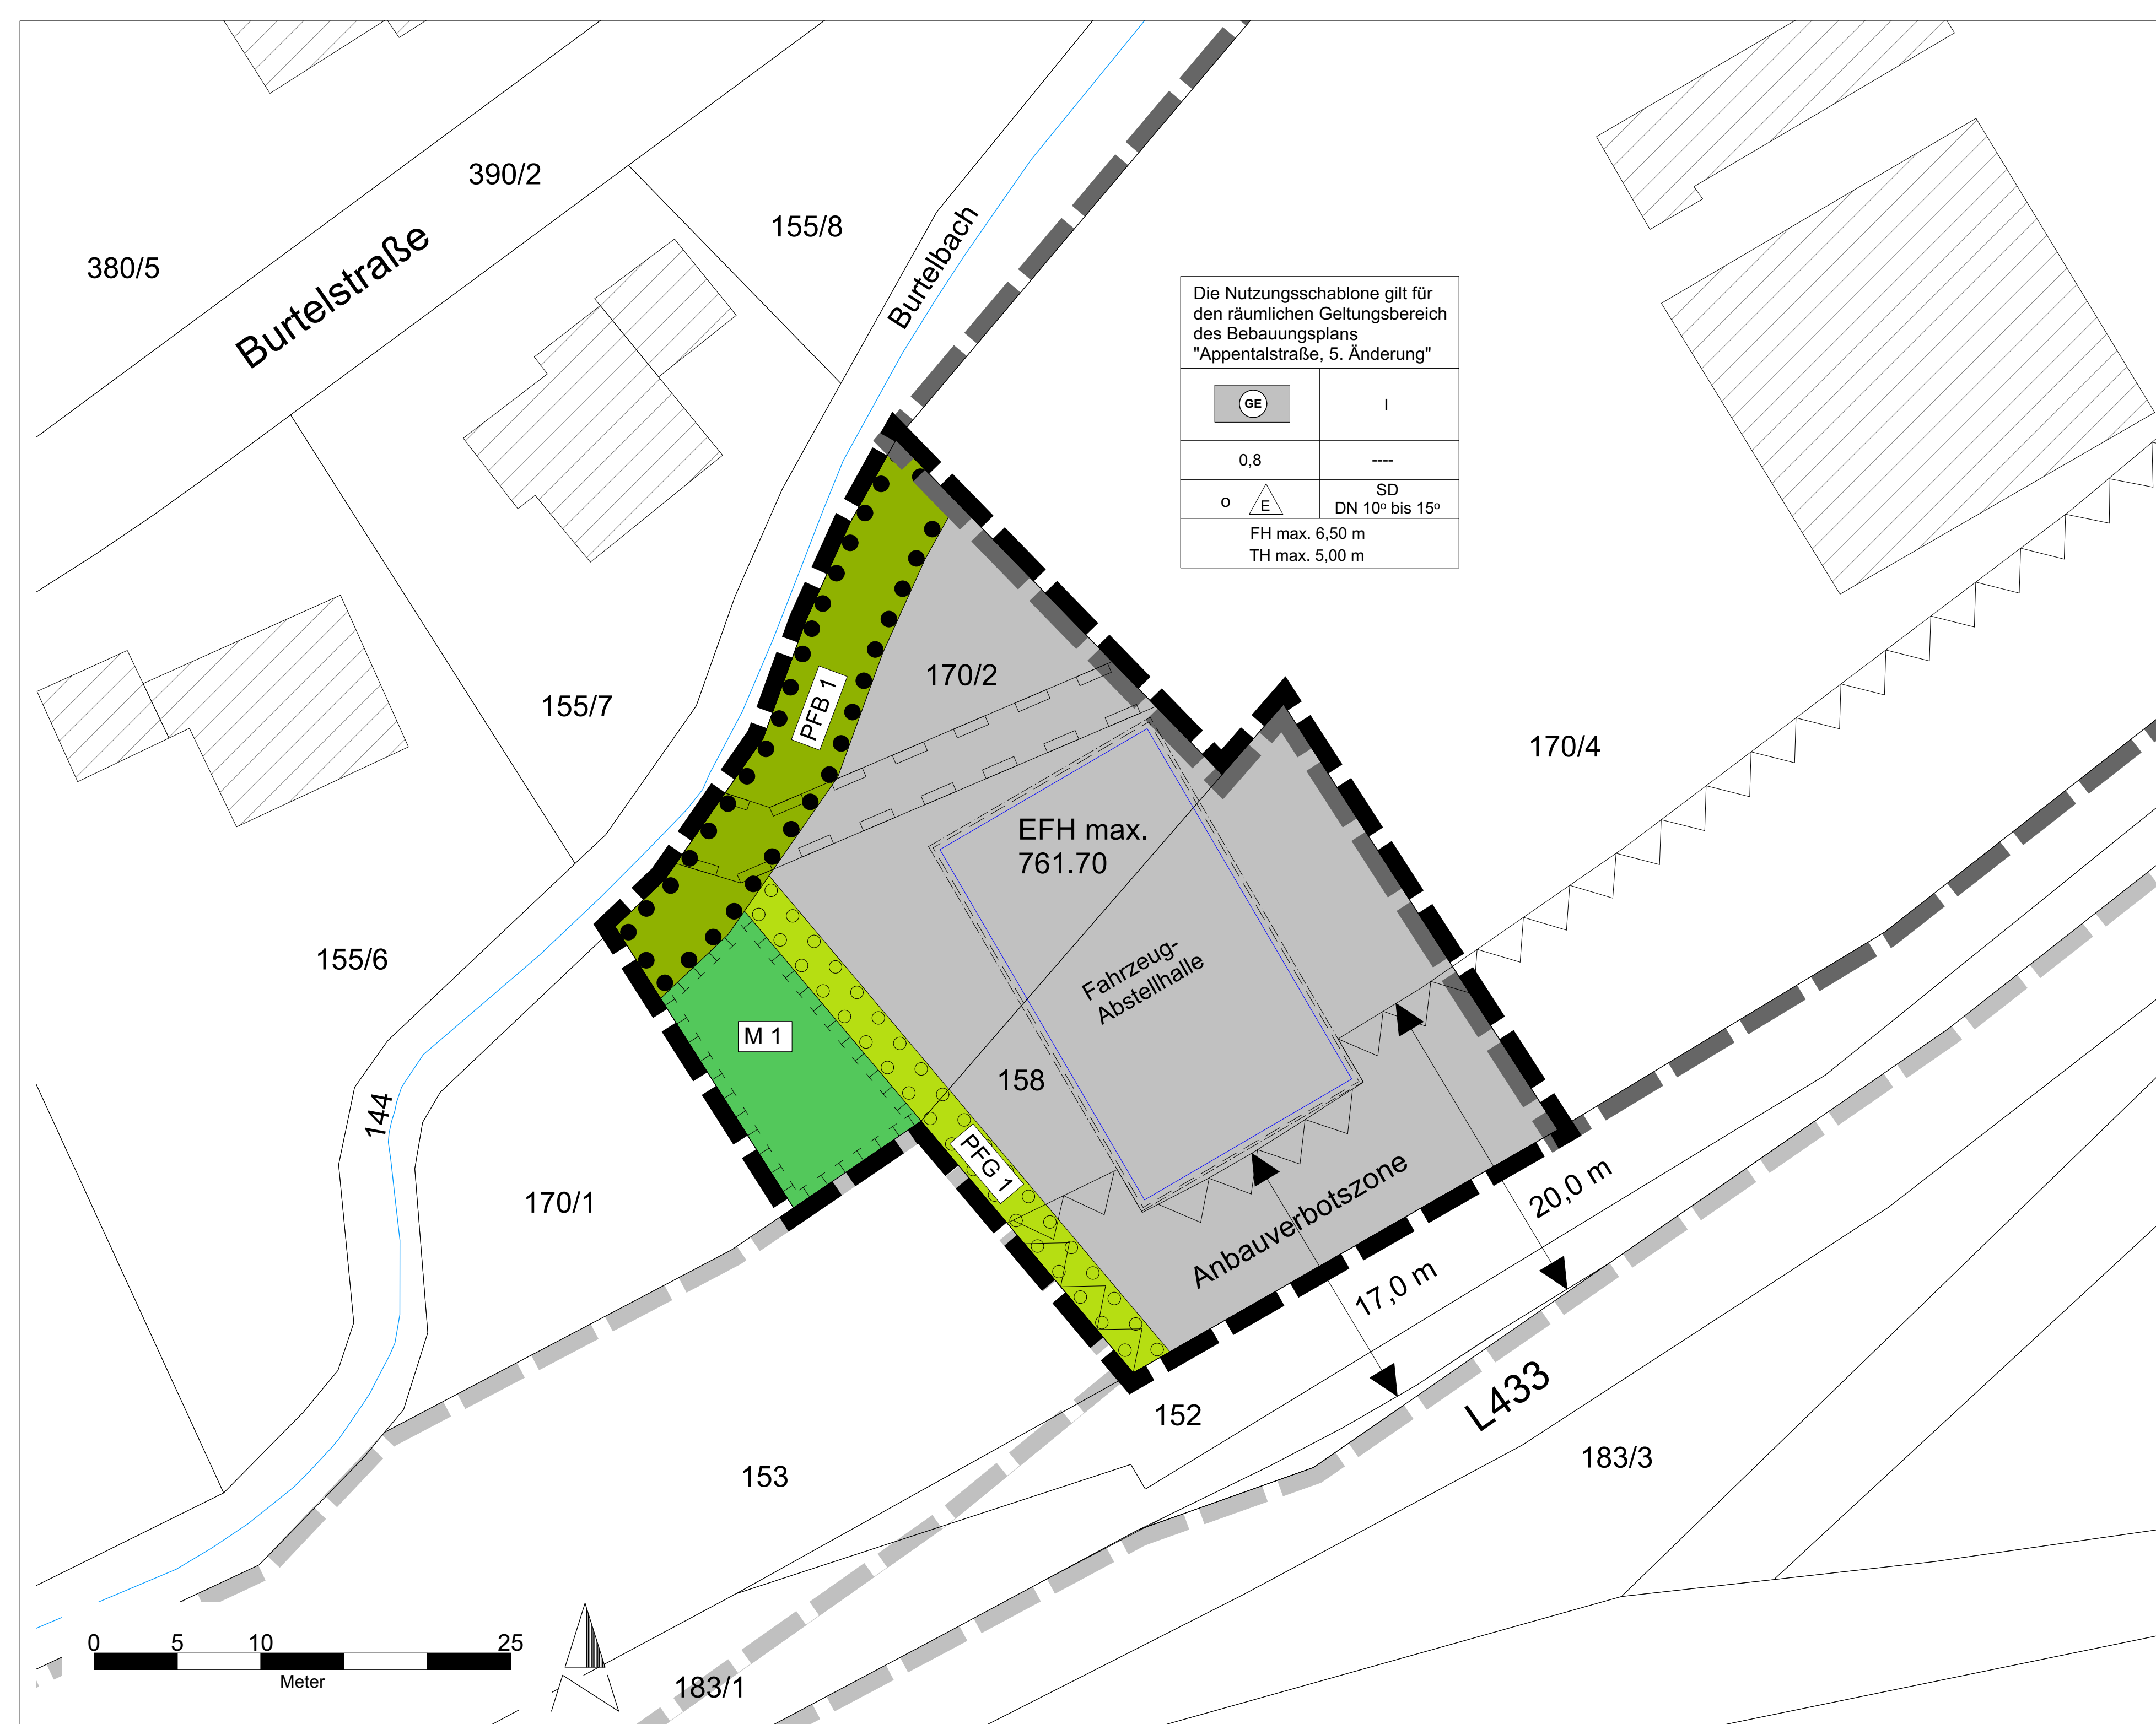 390/2
155/8
380/5
Burtelstraße
Burtelbach
Die Nutzungsschablone gilt für
den räumlichen Geltungsbereich
des Bebauungsplans
"Appentalstraße, 5. Änderung"
GE
I
0,8
----
o
E
SD
DN 10º bis 15º
FH max. 6,50 m
TH max. 5,00 m
170/2
155/7
PFB 1
170/4
EFH max.
761.70
155/6
Fahrzeug-
Abstellhalle
M 1
158
144
PFG 1
170/1
Anbauverbotszone
20,0 m
17,0 m
L433
152
153
183/3
0 5 10 25
Meter
183/1